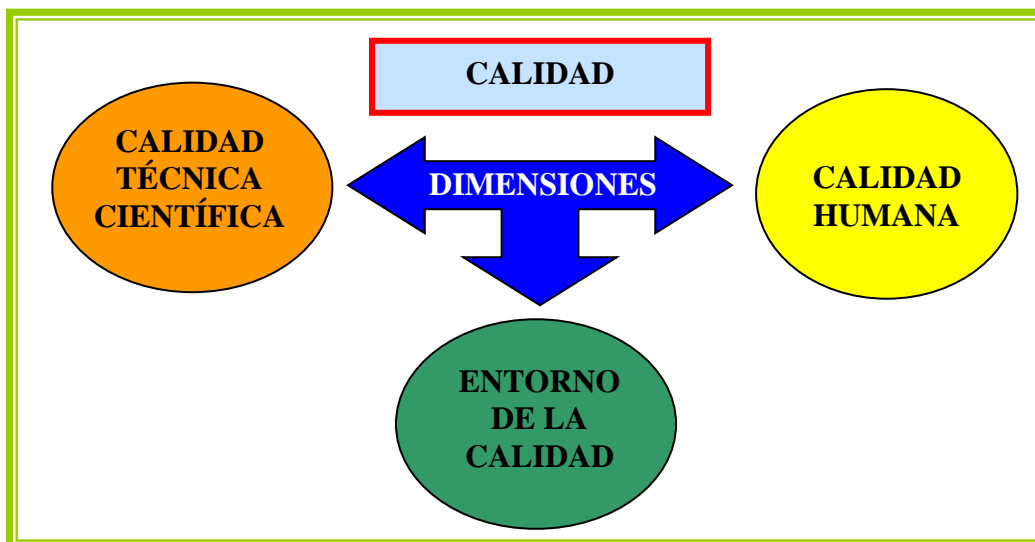 CALIDAD
CALIDAD
TÉCNICA
CIENTÍFICA
DIMENSIONES
CALIDAD
HUMANA
ENTORNO
DE LA
CALIDAD